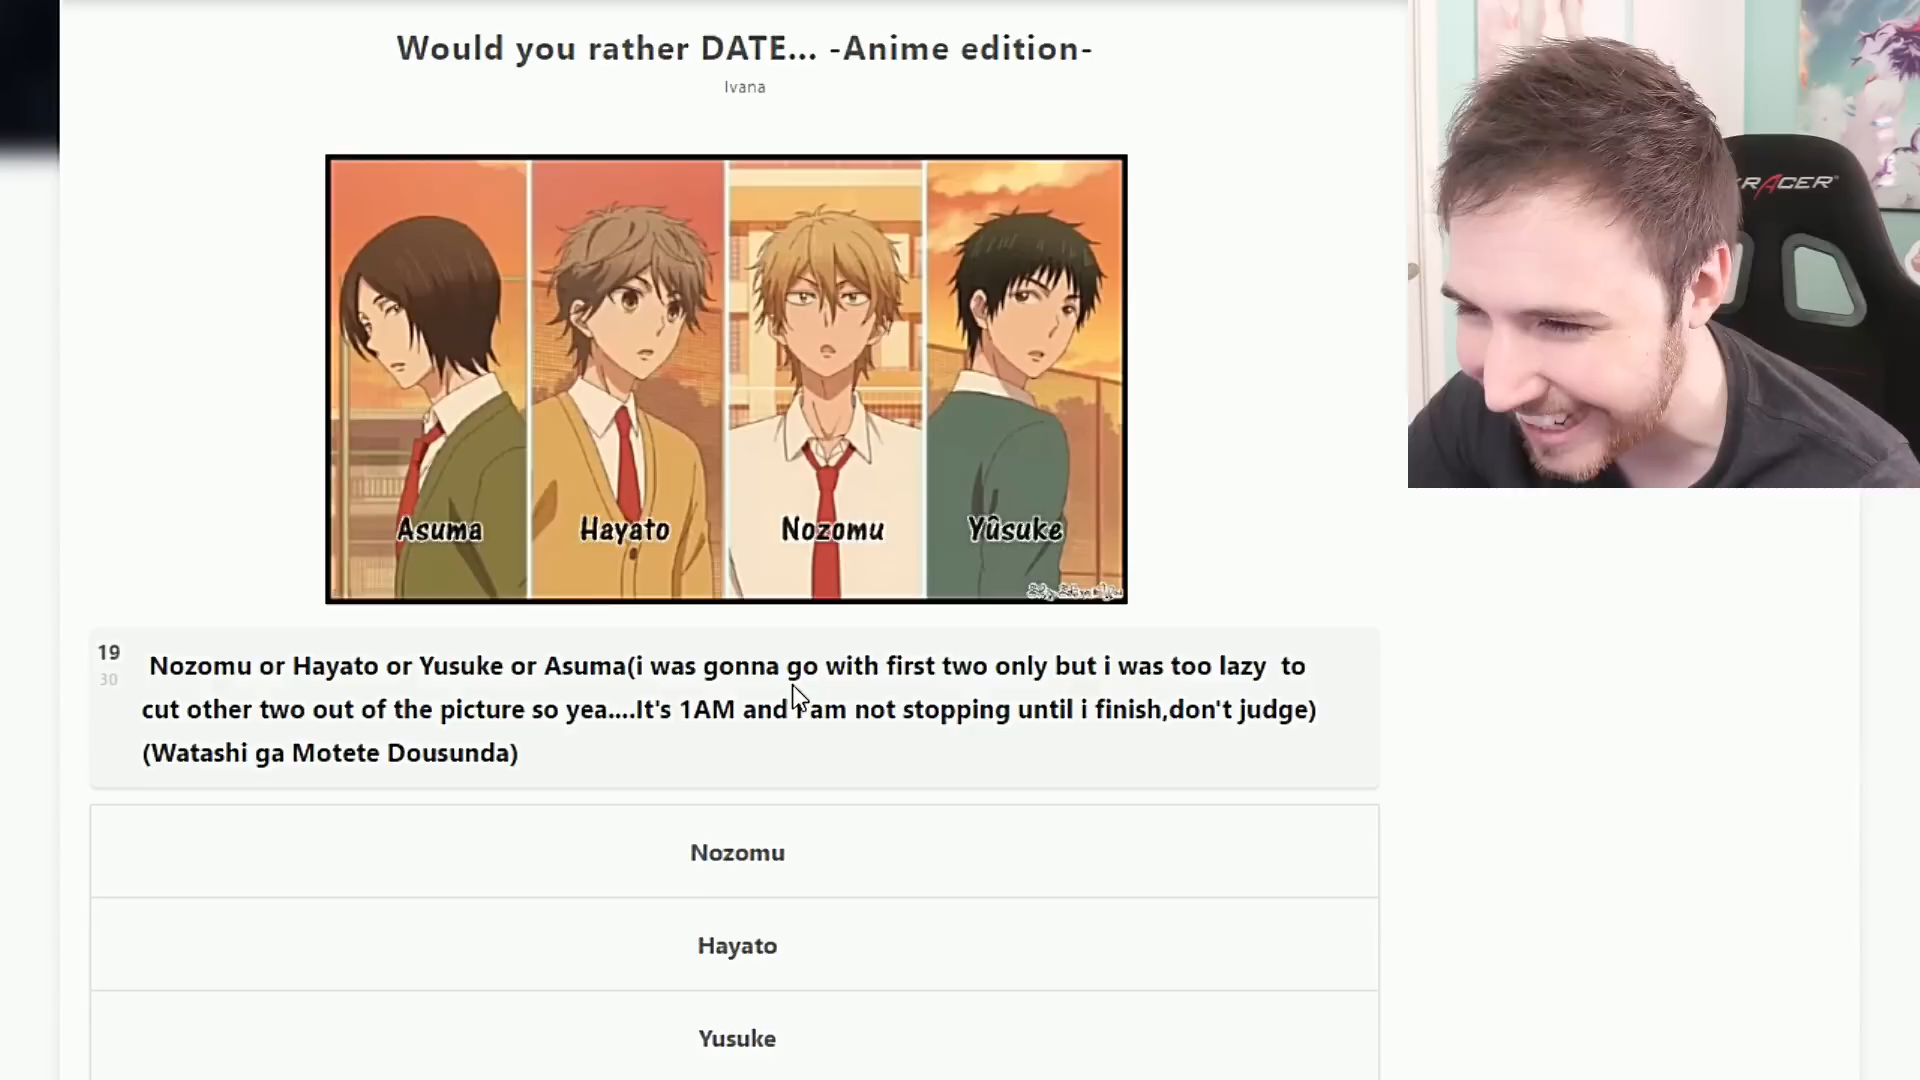 Would you rather DATE... -Anime edition-
Ivana
RACER
Asuma
Hayato
Nozomu
Yûsuke
19
30
Nozomu or Hayato or Yusuke or Asuma(i was gonna go with first two only but i was too lazy to
cut other two out of the picture so yea....It's 1AM and i am not stopping until i finish,don't judge)
(Watashi ga Motete Dousunda)
Nozomu
Hayato
Yusuke